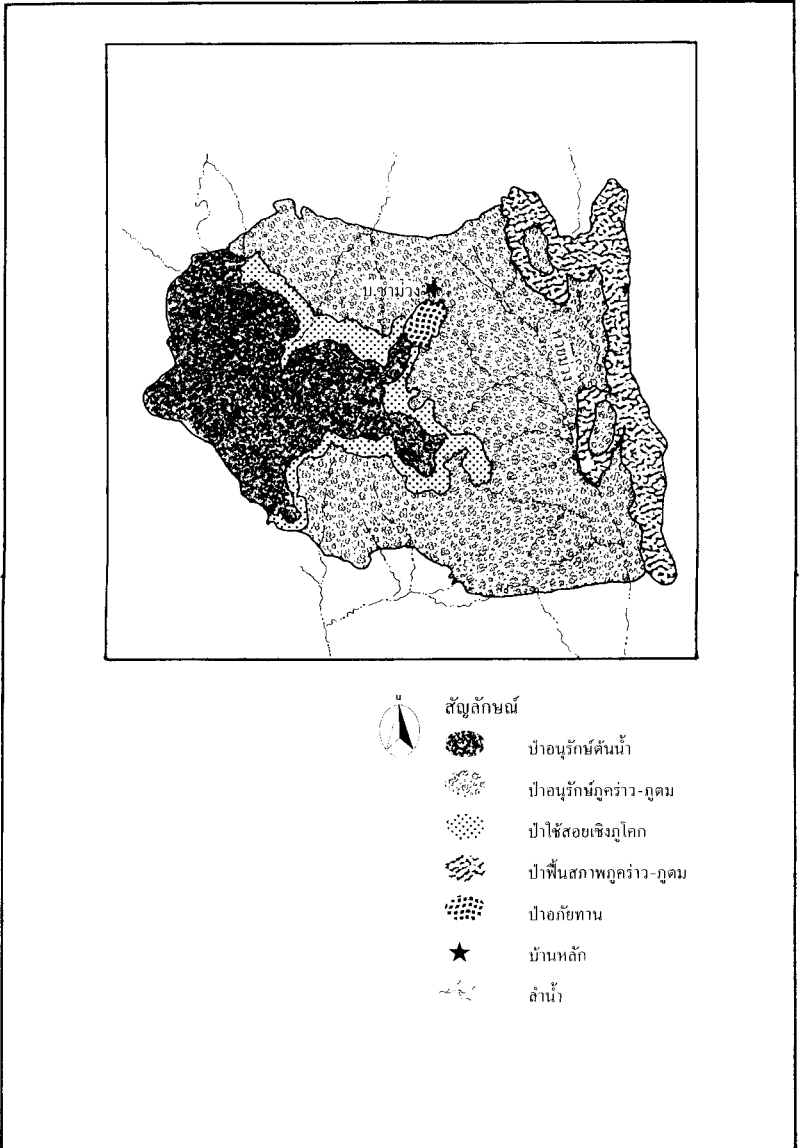 บ.ซำม่วง
N
สัญลักษณ์
ป่าอนุรักษ์ต้นน้ำ
ป่าอนุรักษ์ภูคร่าว-ภูตม
ป่าใช้สอยเชิงภูโคก
ป่าฟื้นสภาพภูคร่าว-ภูตม
ป่าอภัยทาน
บ้านหลัก
ลำน้ำ